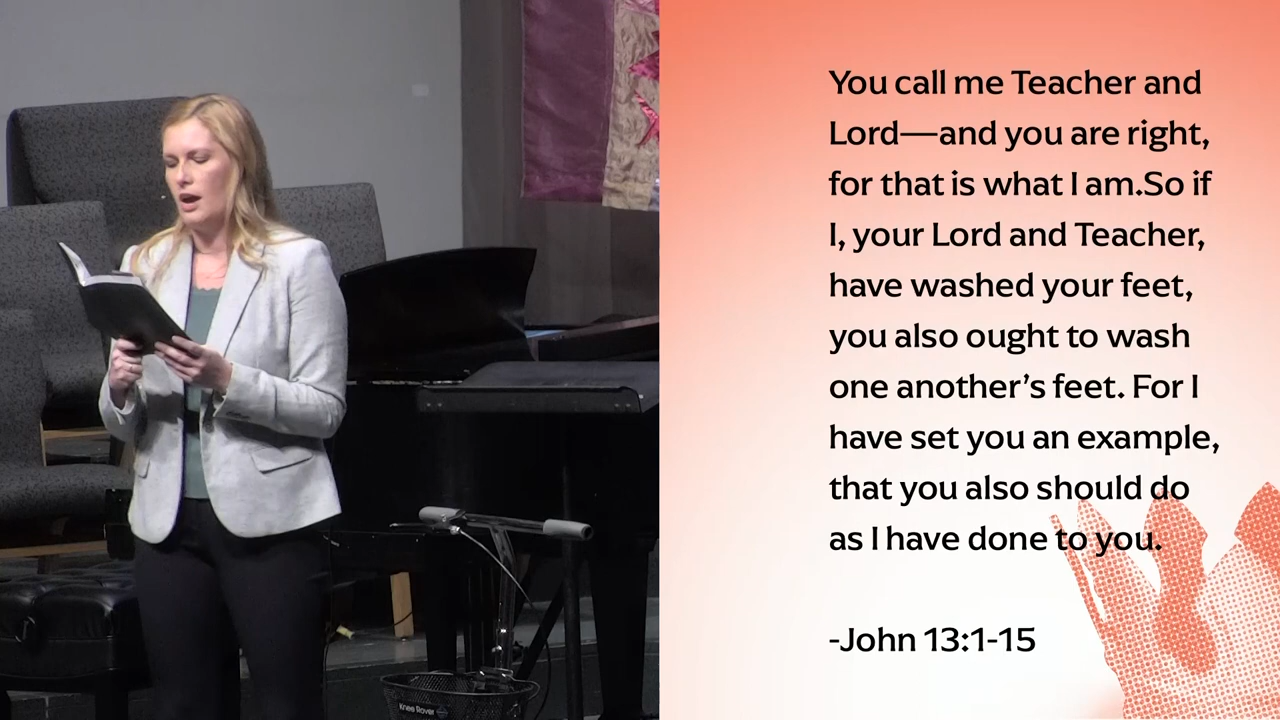 You call me Teacher and
Lord—and you are right,
for that is what I am.So if
I, your Lord and Teacher,
have washed your feet,
you also ought to wash
one another’s feet. For I
have set you an example,
that you also should do
as I have done to you.
-John 13:1-15
Knee Rover